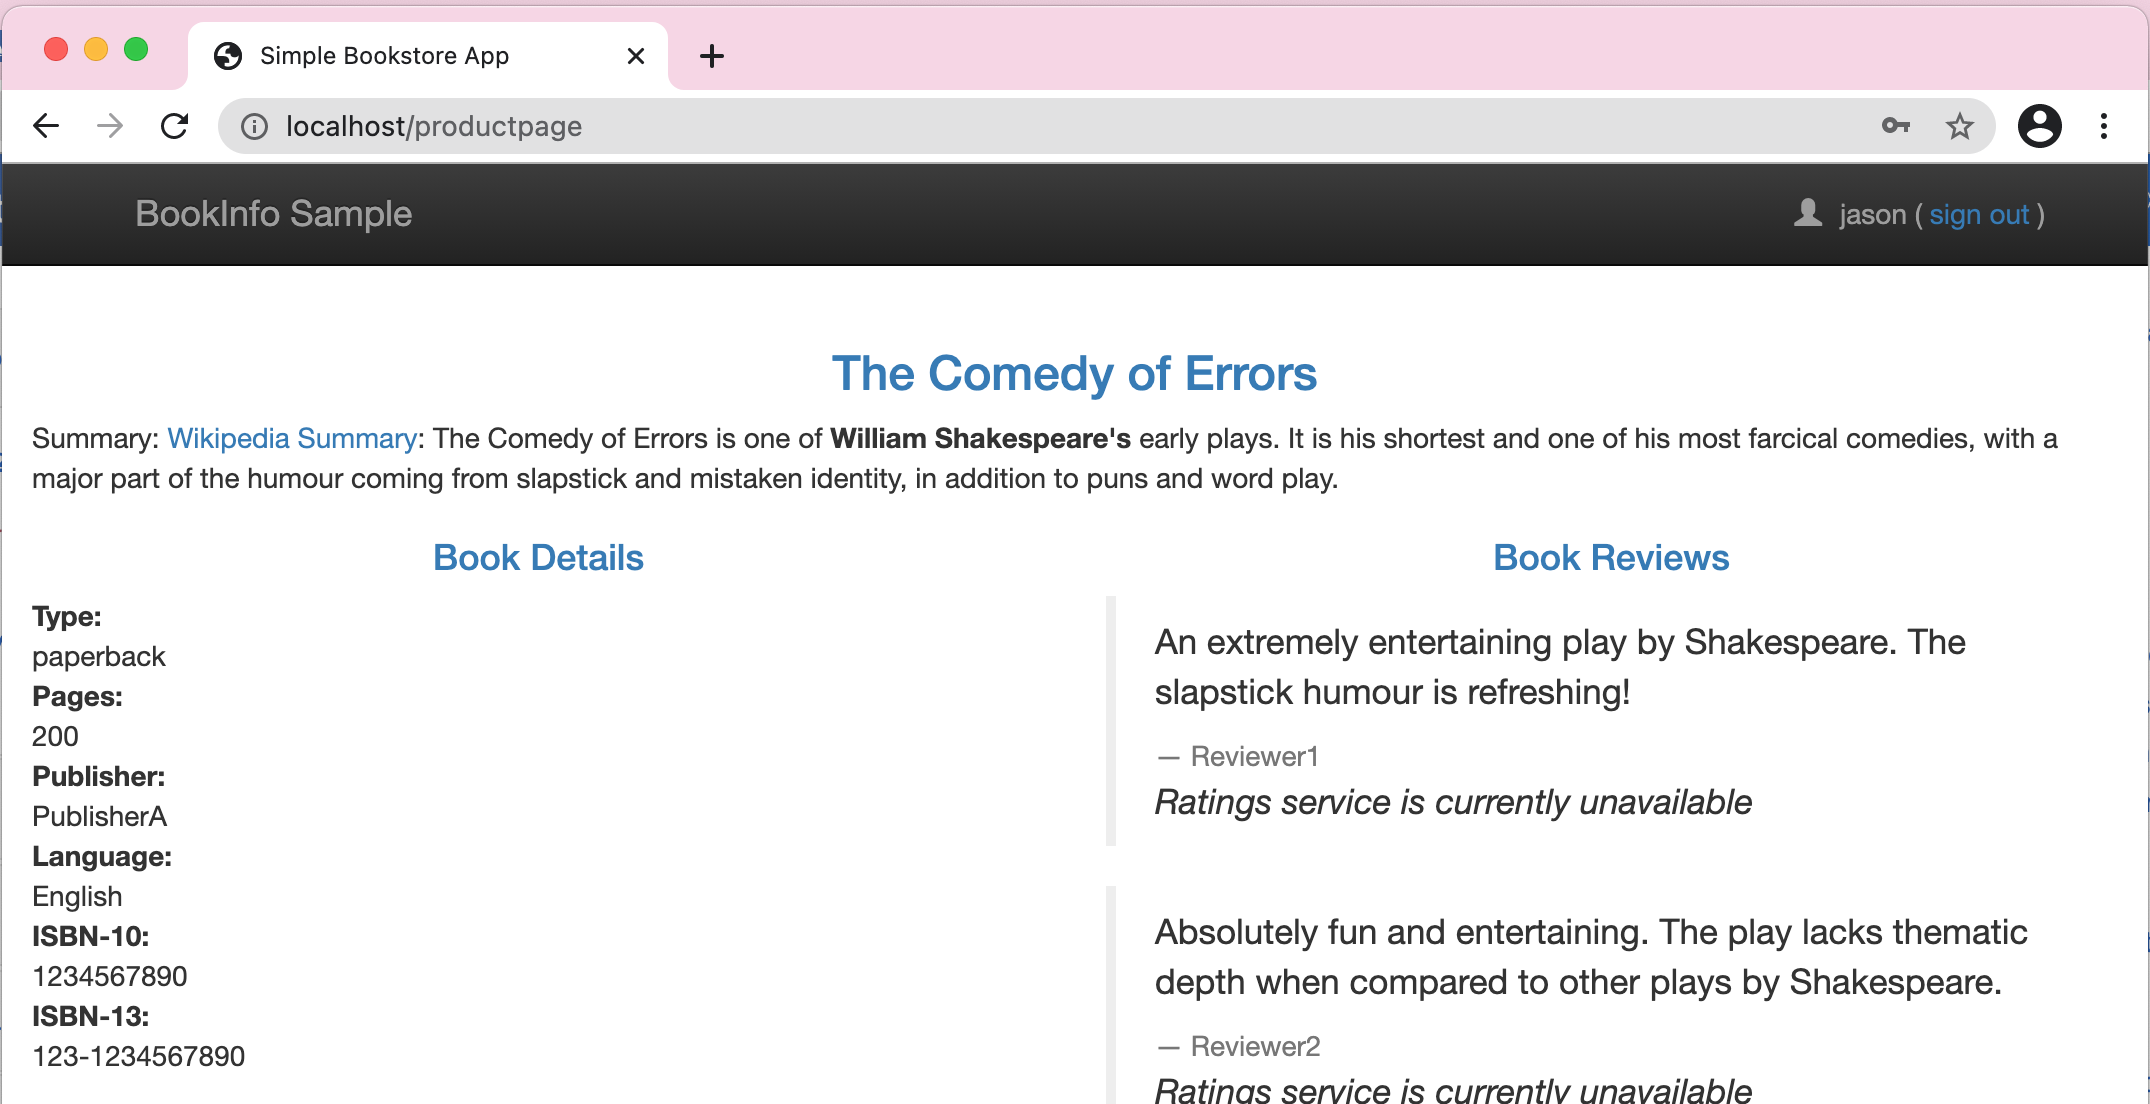 Simple Bookstore App
localhost/productpage
BookInfo Sample
jason ( sign out )
The Comedy of Errors
Summary: Wikipedia Summary: The Comedy of Errors is one of William Shakespeare's early plays. It is his shortest and one of his most farcical comedies, with a
major part of the humour coming from slapstick and mistaken identity, in addition to puns and word play.
Book Details
Type:
paperback
Pages:
200
Publisher:
PublisherA
Language:
English
ISBN-10:
1234567890
ISBN-13:
123-1234567890
Book Reviews
An extremely entertaining play by Shakespeare. The
slapstick humour is refreshing!
— Reviewer1
Ratings service is currently unavailable
Absolutely fun and entertaining. The play lacks thematic
depth when compared to other plays by Shakespeare.
— Reviewer2
Ratings service is currently unavailable